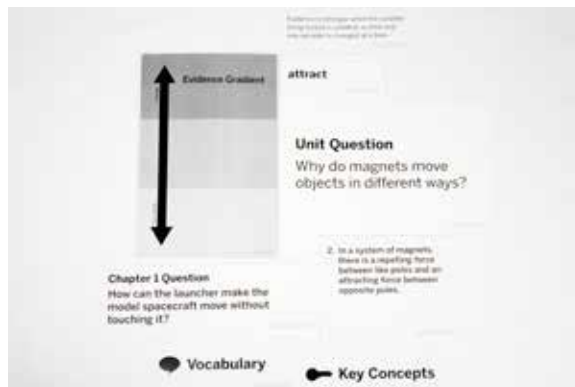 Evidence Gradient
attract
Unit Question
Why do magnets move
objects in different ways?
2. In a system of magnets,
there is a repelling force
between like poles and an
attracting force between
opposite poles.
Chapter 1 Question
How can the launcher make the
model spacecraft move without
touching it?
Vocabulary
Key Concepts